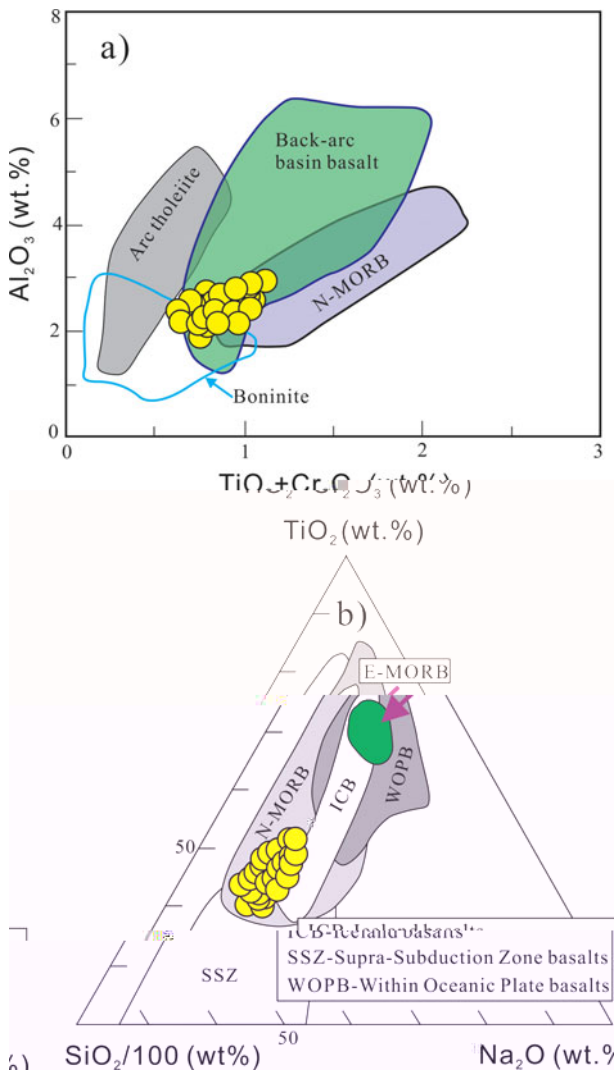 8
a)
6
Back-arc
basin basalt
Al₂O₃ (wt.%)
Arc tholeiite
4
N-MORB
2
Boninite
0
0
1
2
3
TiO₂ (wt.%)
b)
E-MORB
N-MORB
ICB
WOPB
50
SSZ-Supra-Subduction Zone basalts
SSZ
WOPB-Within Oceanic Plate basalts
50
SiO₂/100 (wt%)
Na₂O (wt.%